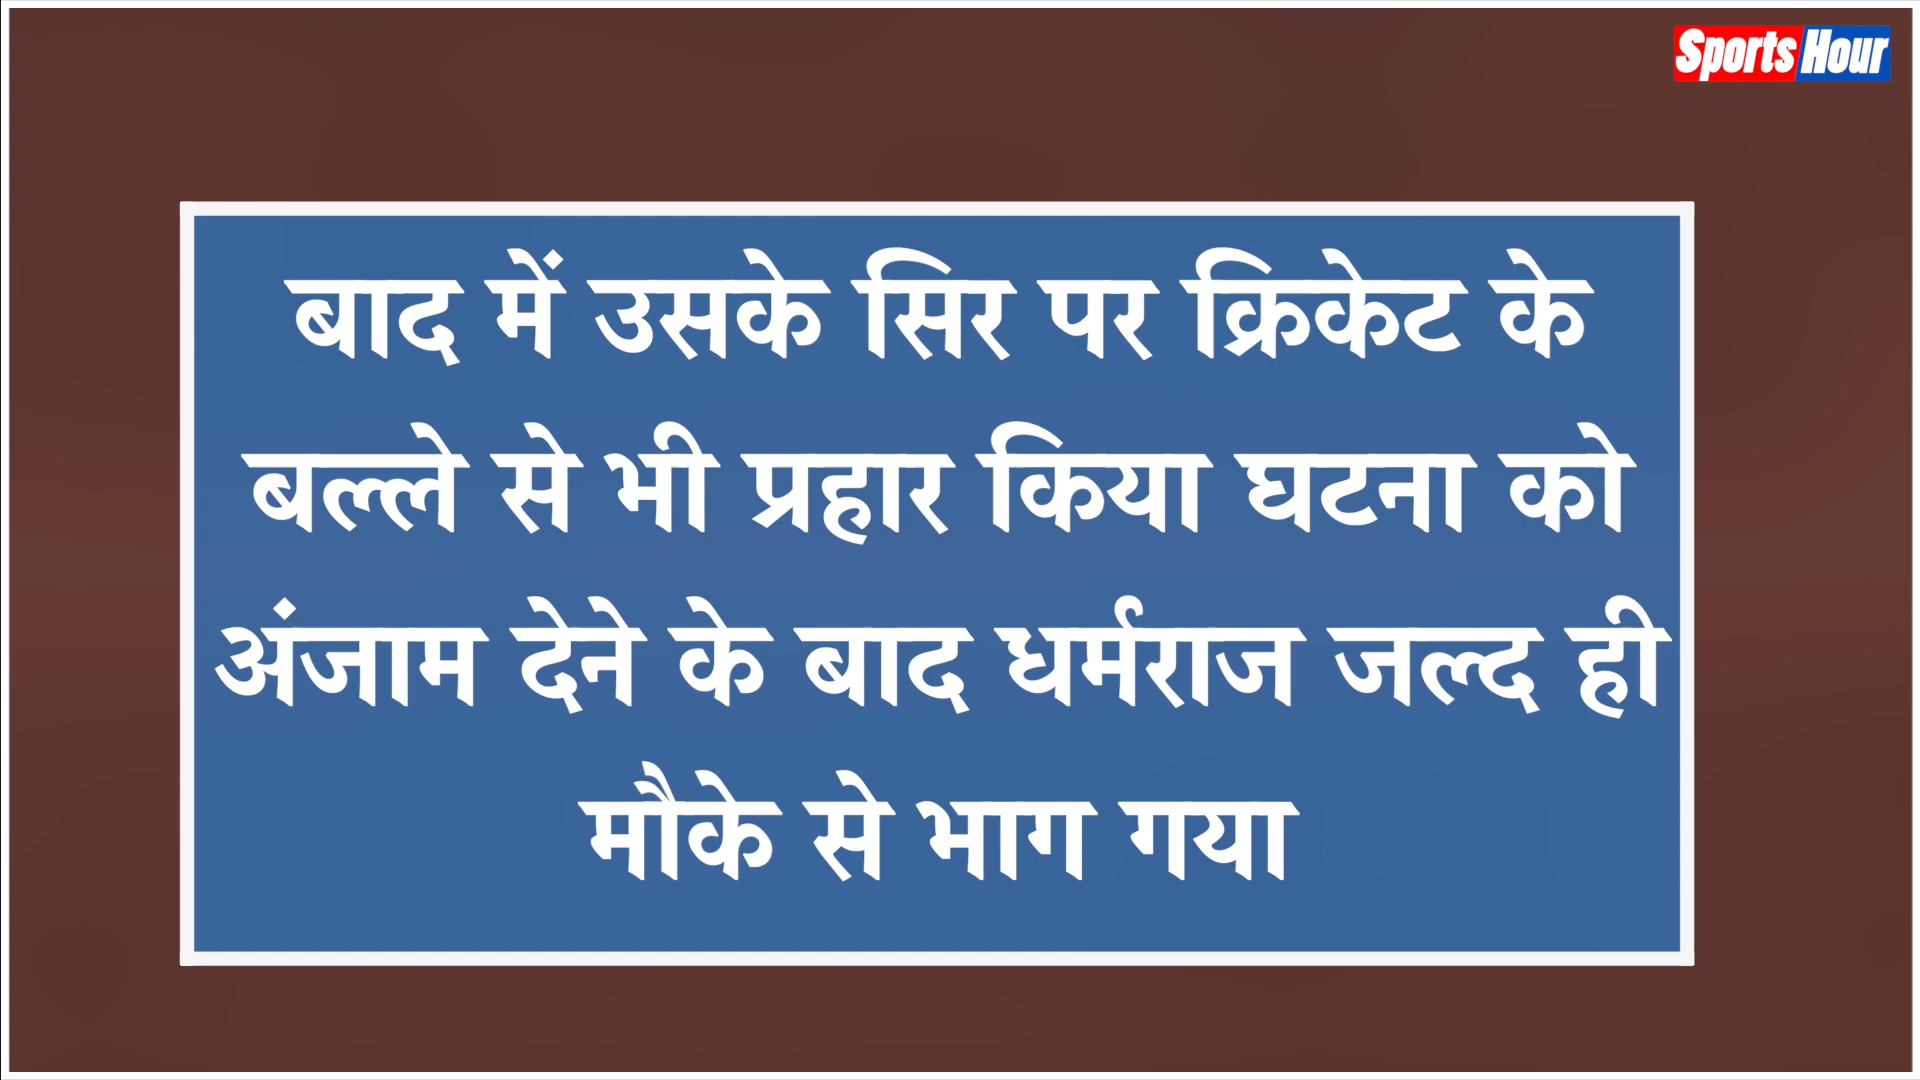 Sports Hour
बाद में उसके सिर पर क्रिकेट के
बल्ले से भी प्रहार किया घटना को
अंजाम देने के बाद धर्मराज जल्द ही
मौके से भाग गया